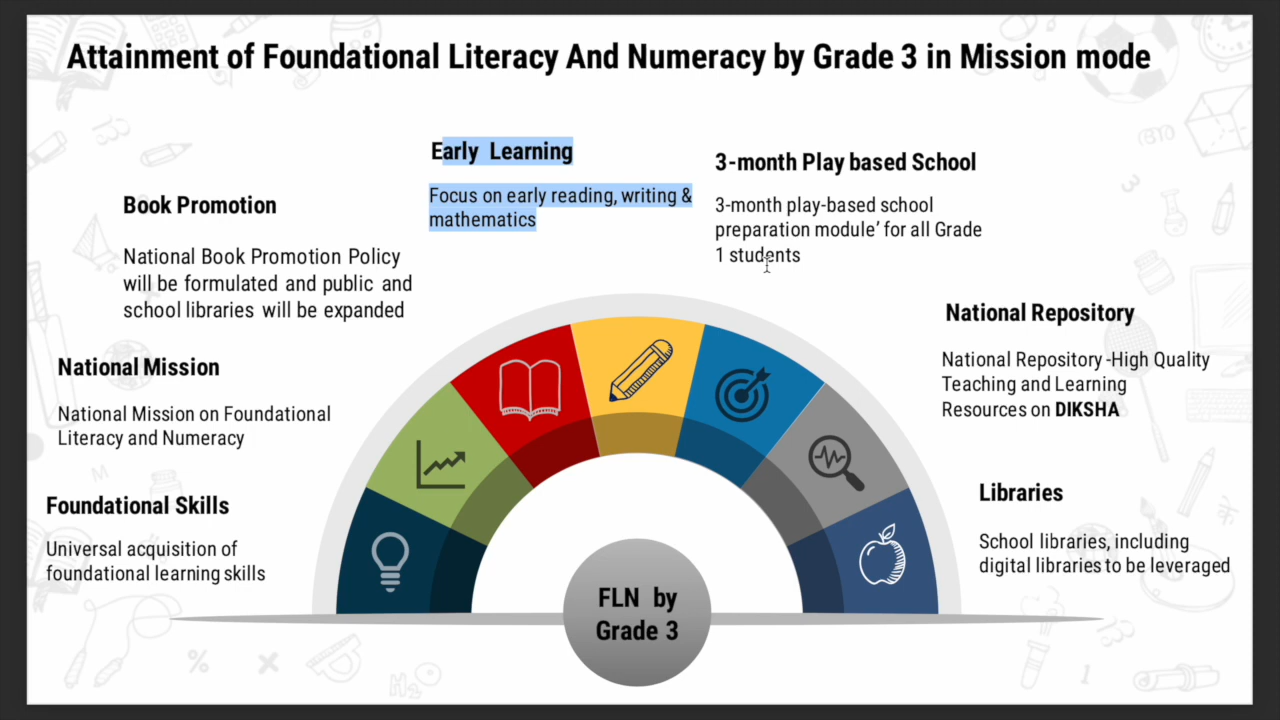 Attainment of Foundational Literacy And Numeracy by Grade 3 in Mission mode
Early Learning
Focus on early reading, writing &
mathematics
3-month Play based School
3-month play-based school
preparation module’ for all Grade
1 students
Book Promotion
National Book Promotion Policy
will be formulated and public and
school libraries will be expanded
National Repository
National Repository -High Quality
Teaching and Learning
Resources on DIKSHA
National Mission
National Mission on Foundational
Literacy and Numeracy
Foundational Skills
Universal acquisition of
foundational learning skills
Libraries
School libraries, including
digital libraries to be leveraged
FLN by
Grade 3